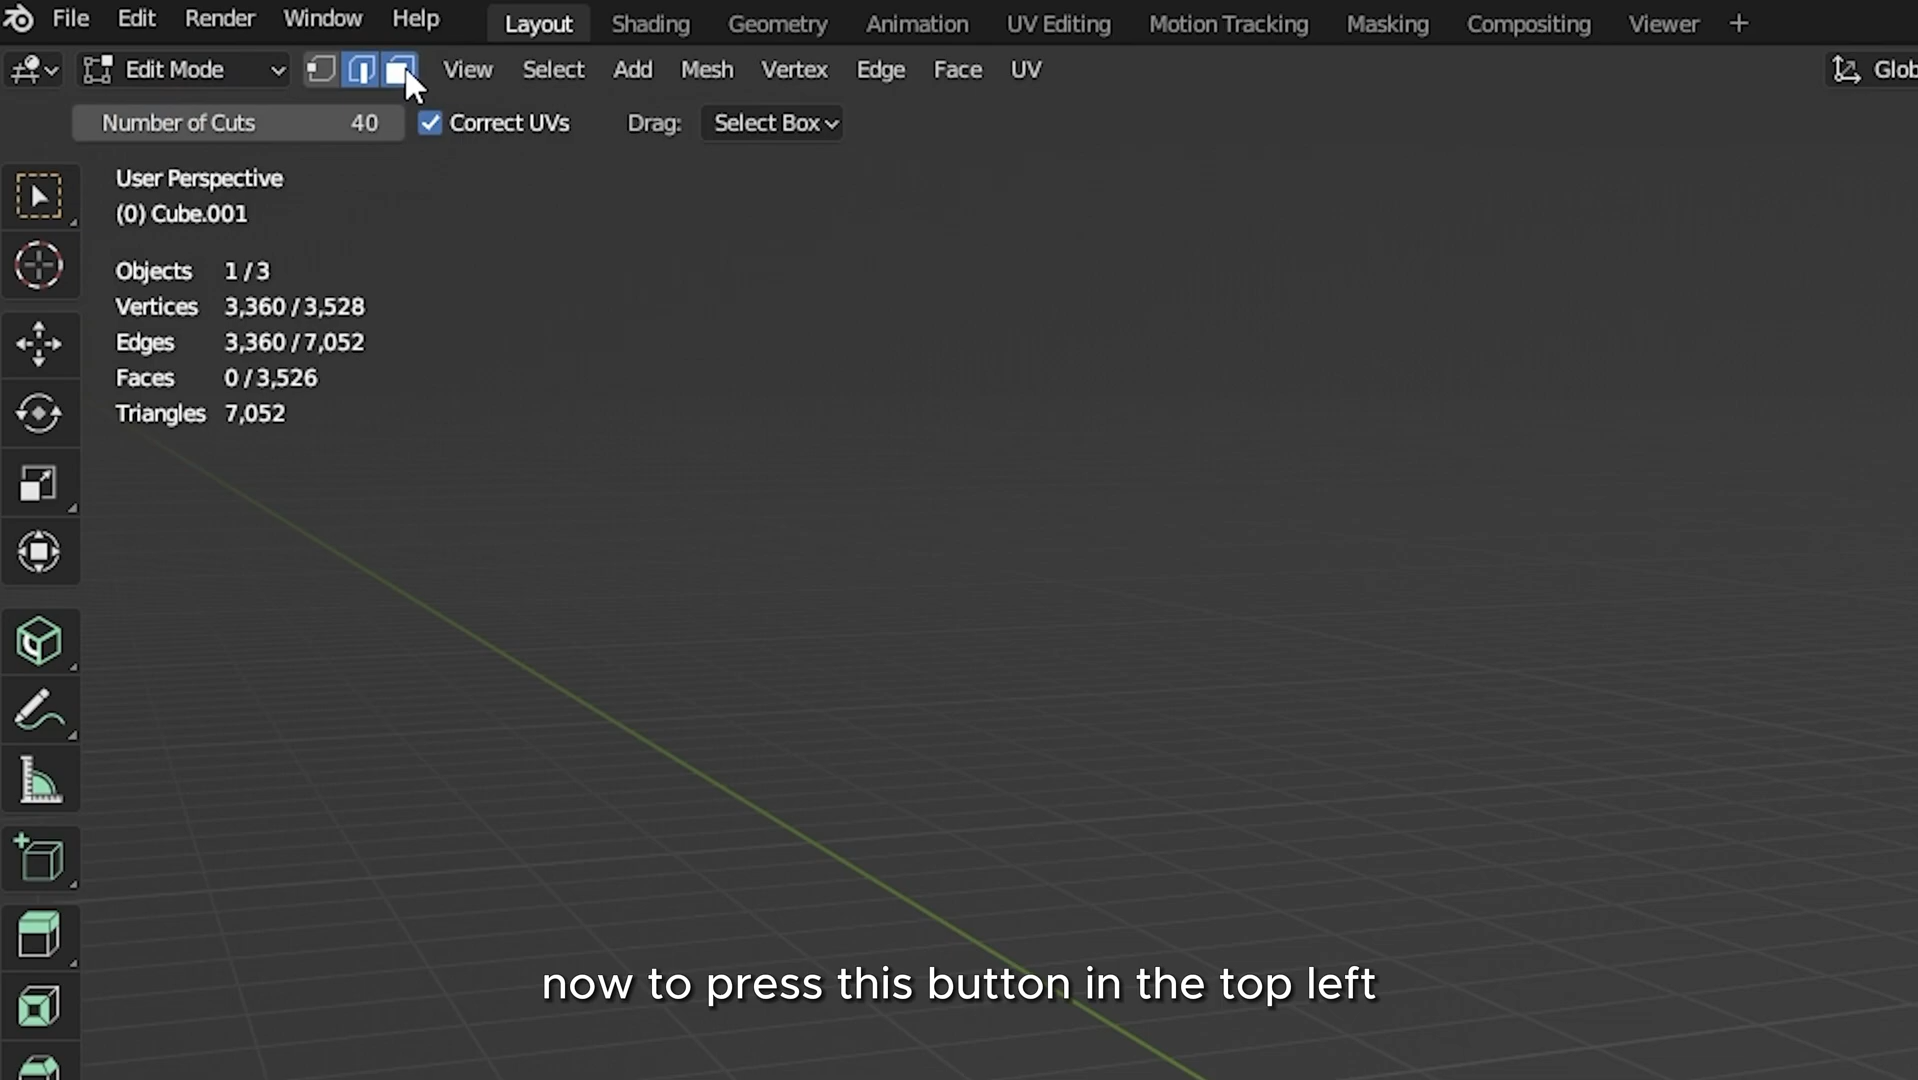 File Edit Render Window Help Layout Shading Geometry Animation UV Editing Motion Tracking Masking Compositing Viewer +
Edit Mode View Select Add Mesh Vertex Edge Face UV Glob
Number of Cuts 40 Correct UVs Drag: Select Box
User Perspective
(0) Cube.001
Objects 1 / 3
Vertices 3,360 / 3,528
Edges 3,360 / 7,052
Faces 0 / 3,526
Triangles 7,052
now to press this button in the top left